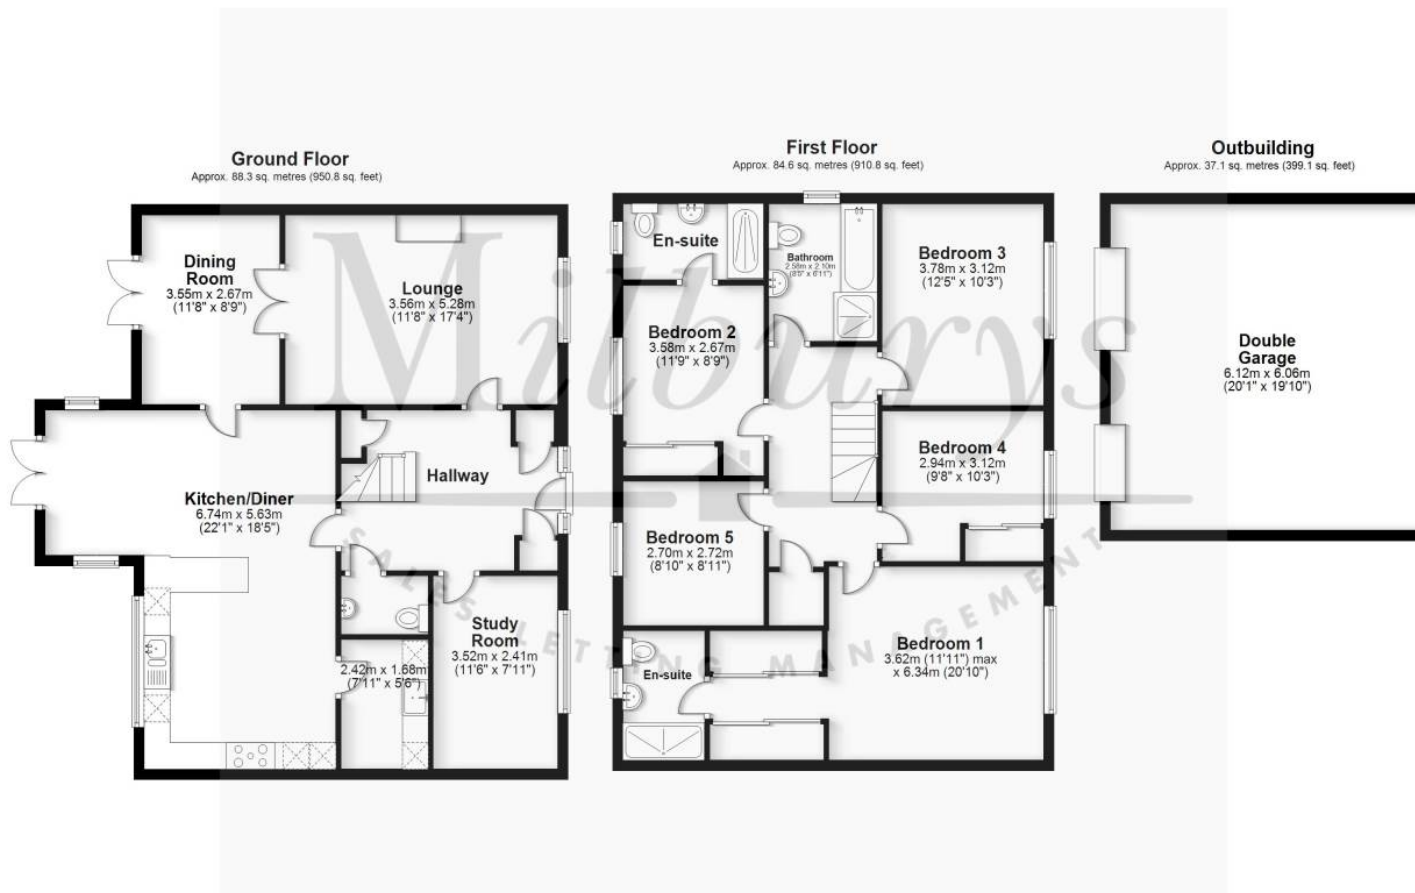 Ground Floor
Approx. 88.3 sq. metres (950.8 sq. feet)
Dining
Room
3.55m x 2.67m
(11'8" x 8'9")
Lounge
3.56m x 5.28m
(11'8" x 17'4")
Kitchen/Diner
6.74m x 5.63m
(22'1" x 18'5")
Hallway
Study
Room
3.52m x 2.41m
(11'6" x 7'11")
2.42m x 1.68m
(7'11" x 5'6")
First Floor
Approx. 84.6 sq. metres (910.8 sq. feet)
En-suite
Bathroom
2.58m x 2.10m
(8'5" x 6'11")
Bedroom 3
3.78m x 3.12m
(12'5" x 10'3")
Bedroom 2
3.58m x 2.67m
(11'9" x 8'9")
Bedroom 4
2.94m x 3.12m
(9'8" x 10'3")
Bedroom 5
2.70m x 2.72m
(8'10" x 8'11")
Bedroom 1
3.62m (11'11") max
x 6.34m (20'10")
En-suite
Outbuilding
Approx. 37.1 sq. metres (399.1 sq. feet)
Double
Garage
6.12m x 6.06m
(20'1" x 19'10")
Milburys
SALES LETTING MANAGEMENT